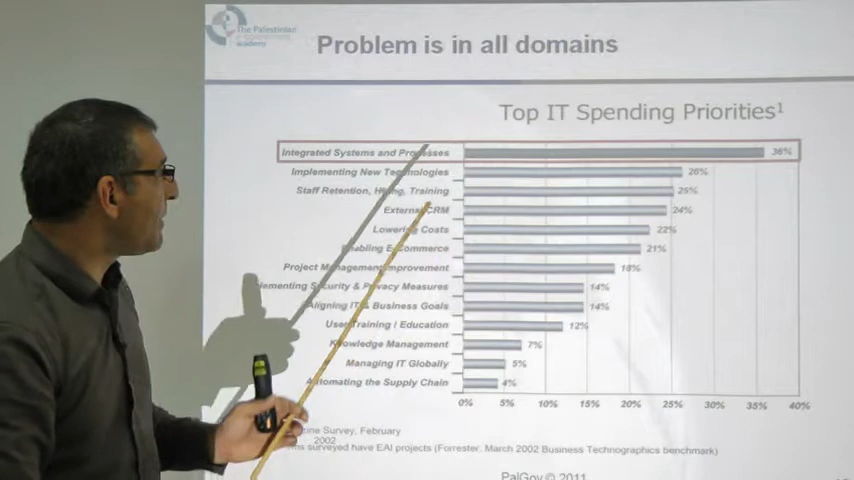 The Palestinian
academy
Problem is in all domains
Top IT Spending Priorities¹
Integrated Systems and Processes 36%
Implementing New Technologies 26%
Staff Retention, Hiring, Training 25%
External CRM 24%
Lowering Costs 22%
Enabling E-Commerce 21%
Project Management Improvement 18%
Security & Privacy Measures 14%
Aligning IT & Business Goals 14%
User Training / Education 12%
Knowledge Management 7%
Managing IT Globally 5%
Automating the Supply Chain 4%
0% 5% 10% 15% 20% 25% 30% 35% 40%
Survey, February
2002
surveyed have EAI projects (Forrester, March 2002 Business Technographics benchmark)
PalGov © 2011